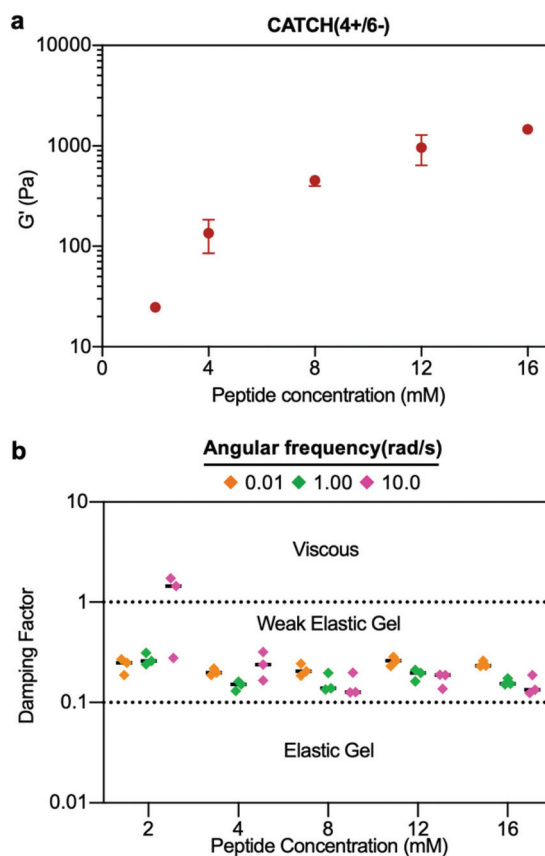 a
CATCH(4+/6-)
10000
1000
100
10
G' (Pa)
0 4 8 12 16
Peptide concentration (mM)
b
Angular frequency(rad/s)
0.01 1.00 10.0
10
1
0.1
0.01
Damping Factor
Viscous
Weak Elastic Gel
Elastic Gel
2 4 8 12 16
Peptide Concentration (mM)